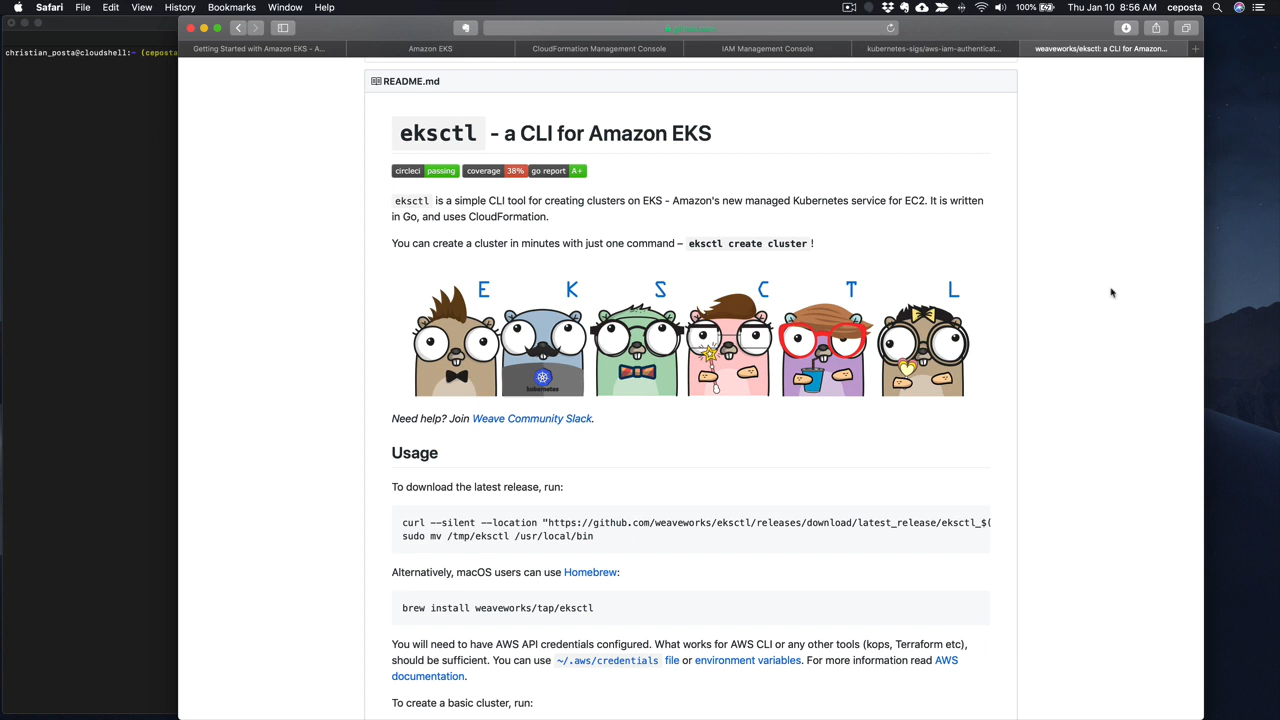 Safari File Edit View History Bookmarks Window Help
100% Thu Jan 10 6:56 AM ceposta
christian_posta@cloudshell:~ (ceposta
Getting Started with Amazon EKS - A...
Amazon EKS
CloudFormation Management Console
IAM Management Console
kubernetes-sigs/aws-iam-authenticat...
weaveworks/eksctl: a CLI for Amazon...
README.md
eksctl - a CLI for Amazon EKS
circleci passing coverage 38% go report A+
eksctl is a simple CLI tool for creating clusters on EKS - Amazon's new managed Kubernetes service for EC2. It is written
in Go, and uses CloudFormation.
You can create a cluster in minutes with just one command – eksctl create cluster !
E K S C T L
kubernetes
Need help? Join Weave Community Slack.
Usage
To download the latest release, run:
curl --silent --location "https://github.com/weaveworks/eksctl/releases/download/latest_release/eksctl_$(
sudo mv /tmp/eksctl /usr/local/bin
Alternatively, macOS users can use Homebrew:
brew install weaveworks/tap/eksctl
You will need to have AWS API credentials configured. What works for AWS CLI or any other tools (kops, Terraform etc),
should be sufficient. You can use ~/.aws/credentials file or environment variables. For more information read AWS
documentation.
To create a basic cluster, run: